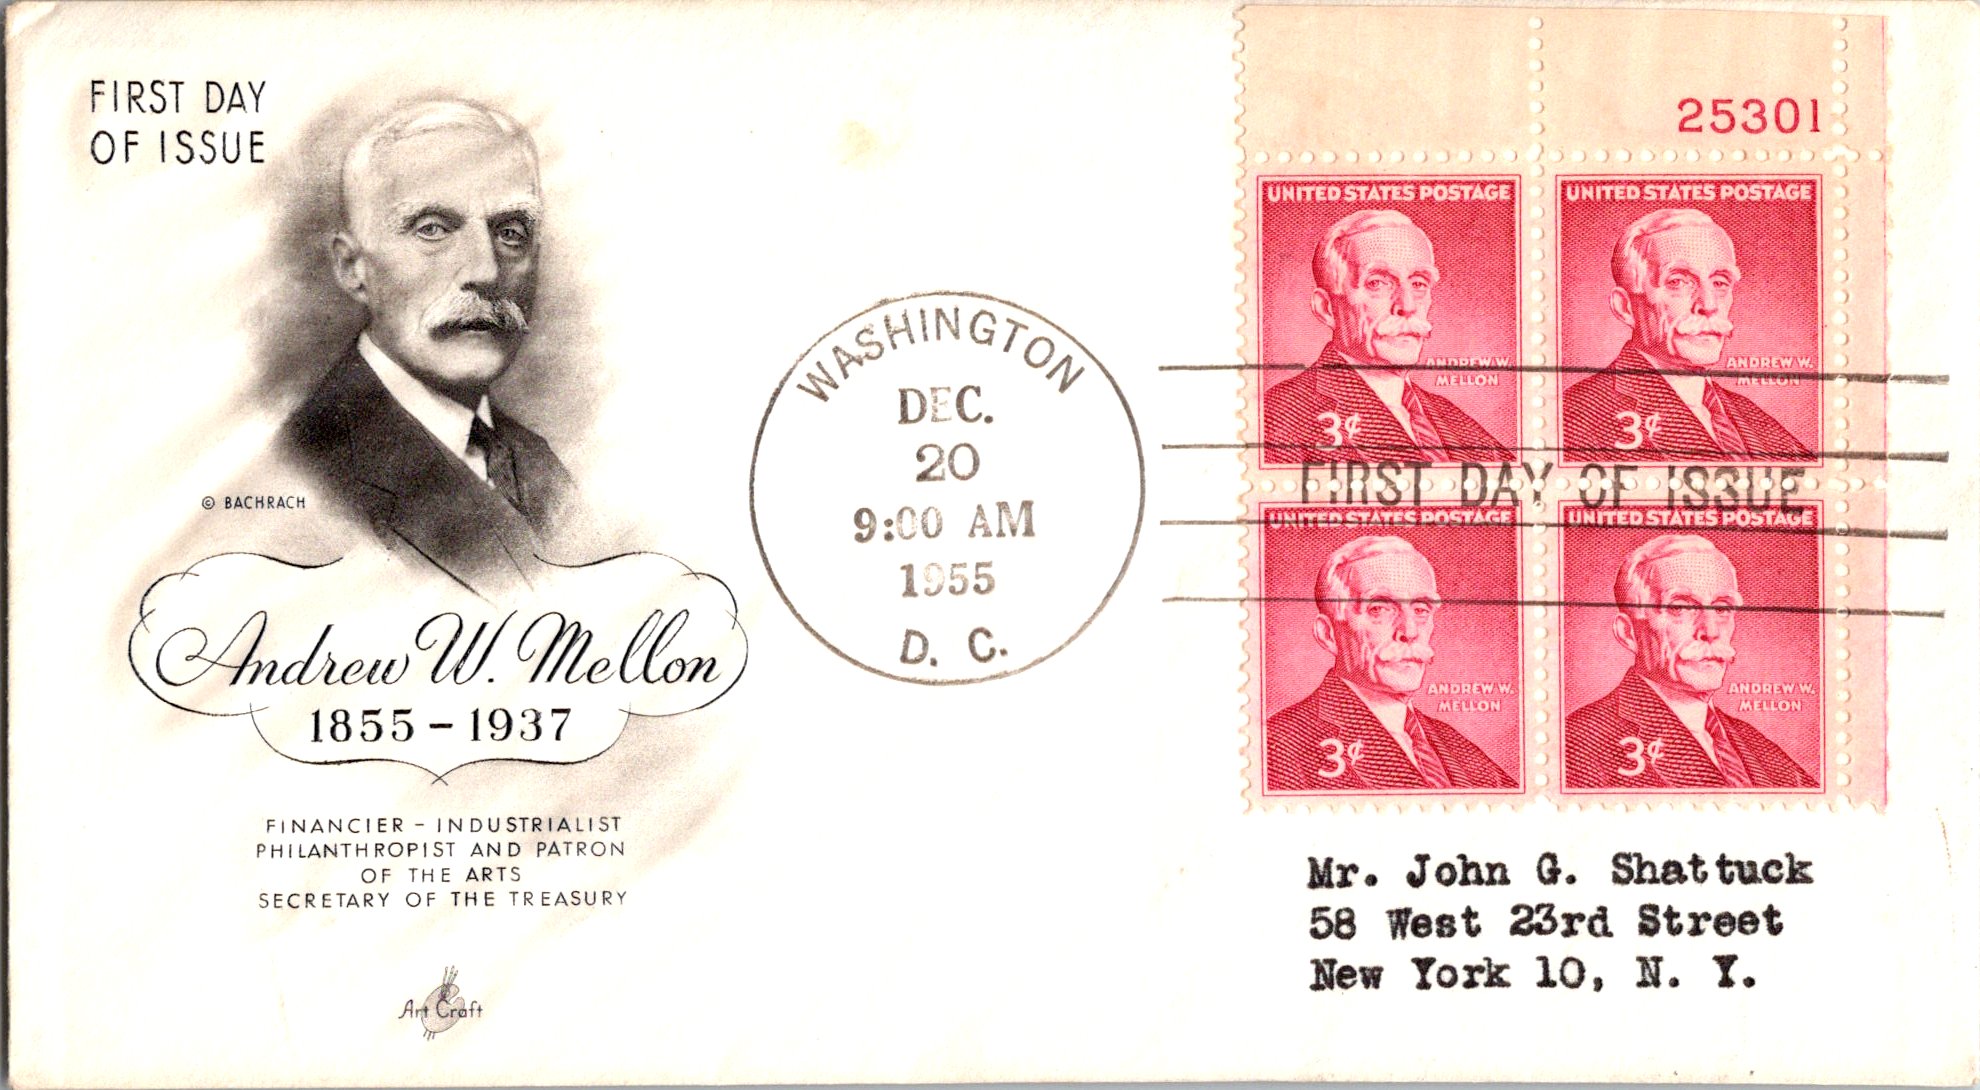 FIRST DAY
OF ISSUE
© BACHRACH
Andrew W. Mellon
1855 - 1937
FINANCIER - INDUSTRIALIST
PHILANTHROPIST AND PATRON
OF THE ARTS
SECRETARY OF THE TREASURY
Art Craft
WASHINGTON
DEC.
20
9:00 AM
1955
D. C.
25301
UNITED STATES POSTAGE
ANDREW W.
MELLON
3¢
UNITED STATES POSTAGE
ANDREW W.
MELLON
3¢
FIRST DAY OF ISSUE
UNITED STATES POSTAGE
ANDREW W.
MELLON
3¢
UNITED STATES POSTAGE
ANDREW W.
MELLON
3¢
Mr. John G. Shattuck
58 West 23rd Street
New York 10, N. Y.